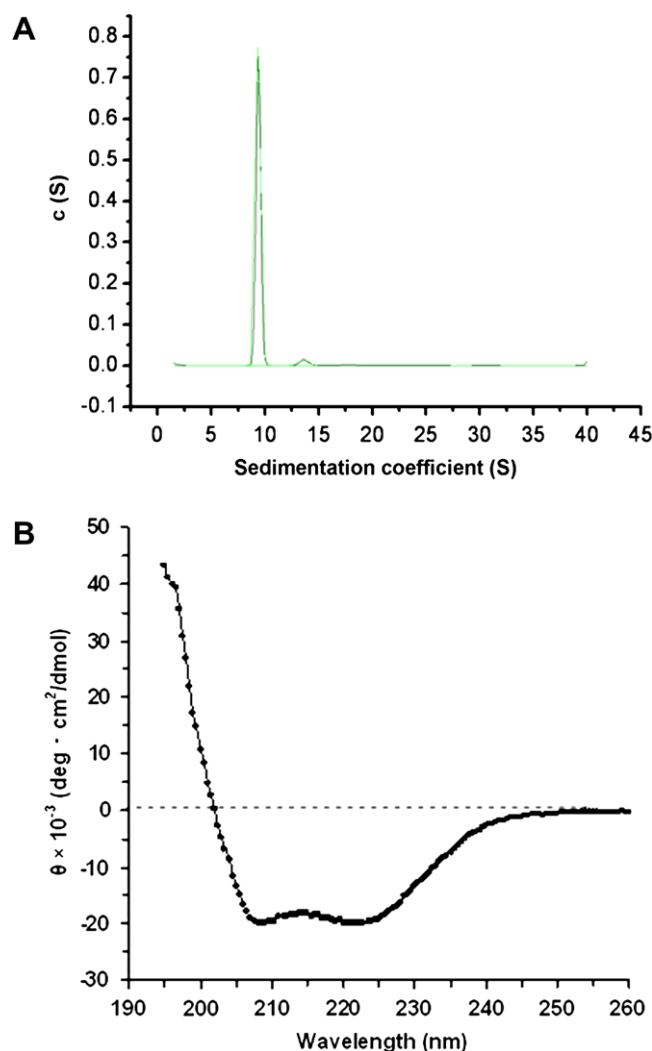 A
0.8
0.7
0.6
0.5
0.4
0.3
0.2
0.1
0.0
-0.1
c (S)
0 5 10 15 20 25 30 35 40 45
Sedimentation coefficient (S)
B
50
40
30
20
10
0
-10
-20
-30
θ × 10⁻³ (deg · cm²/dmol)
190 200 210 220 230 240 250 260
Wavelength (nm)